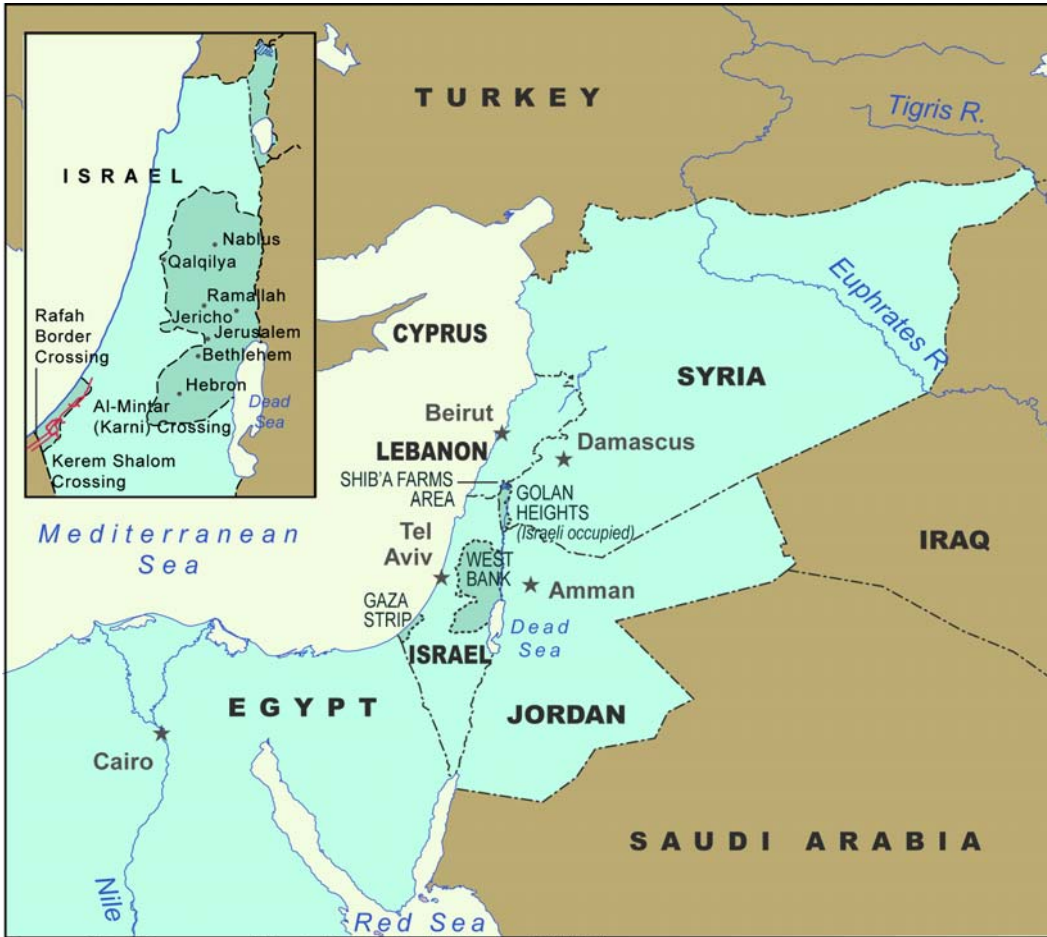 ISRAEL
Nablus
Qalqilya
Ramallah
Jericho
Jerusalem
Bethlehem
Hebron
Rafah
Border
Crossing
Al-Mintar
(Karni) Crossing
Dead
Sea
Kerem Shalom
Crossing
TURKEY
Tigris R.
Euphrates R.
CYPRUS
SYRIA
Beirut
LEBANON
Damascus
SHIB'A FARMS
AREA
GOLAN
HEIGHTS
(Israeli occupied)
Mediterranean
Sea
Tel
Aviv
WEST
BANK
IRAQ
Amman
GAZA
STRIP
Dead
Sea
ISRAEL
EGYPT
JORDAN
Cairo
SAUDI ARABIA
Nile
Red Sea